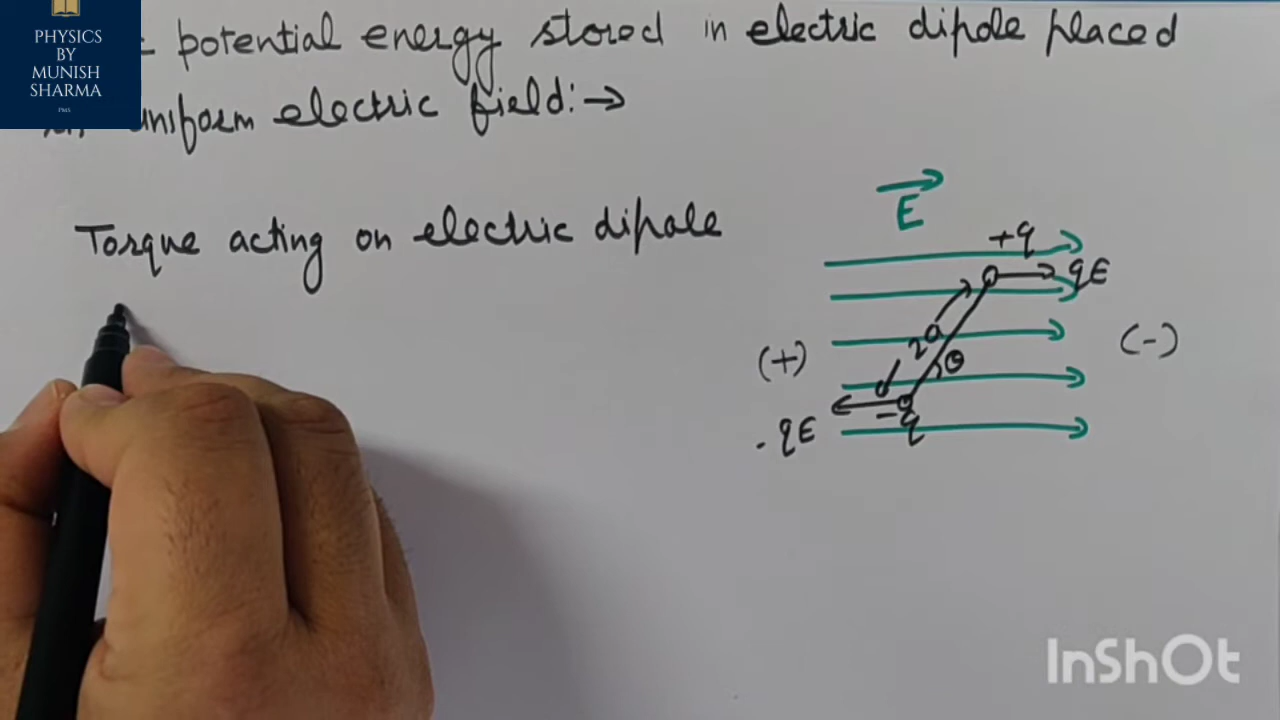 PHYSICS
BY
MUNISH
SHARMA
PMS
potential energy stored in electric dipole placed
uniform electric field:→
Torque acting on electric dipole
E
+q
qE
2a
θ
(+)
(-)
-q
-qE
InShOt